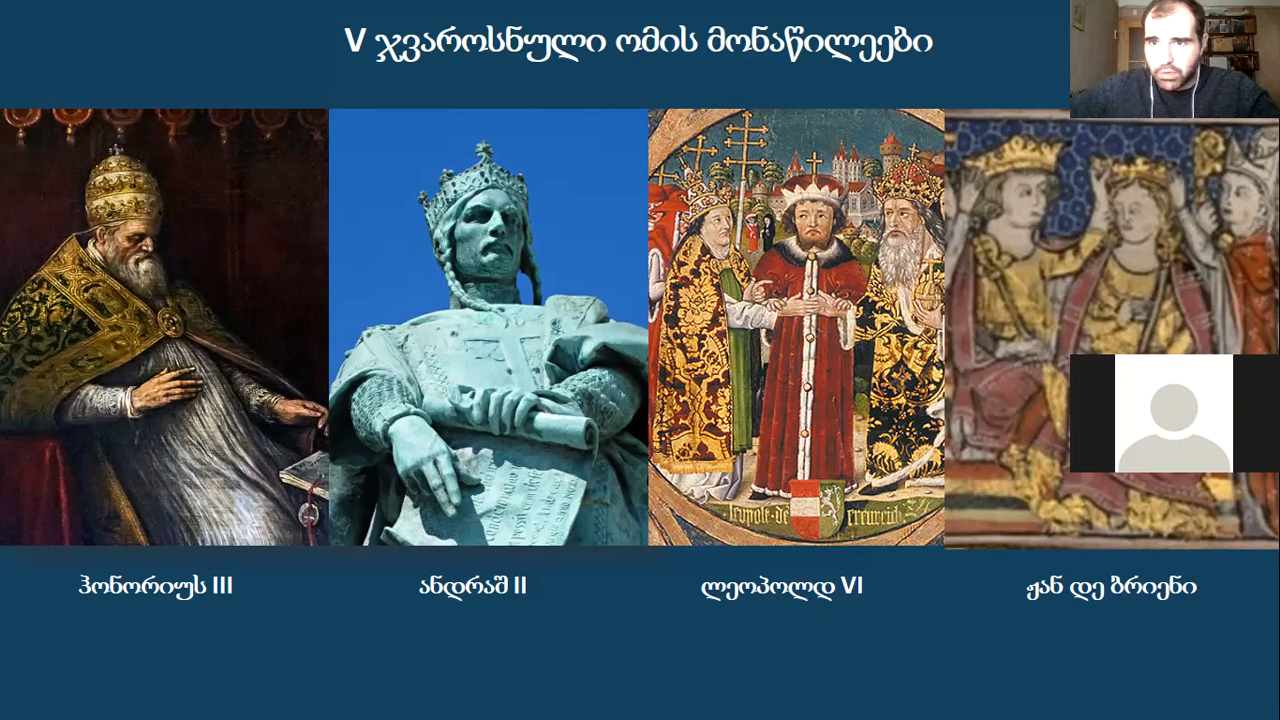 V ჯვაროსნული ომის მონაწილეები
ჰონორიუს III
ანდრაშ II
ლეოპოლდ VI
ჟან დე ბრიენი